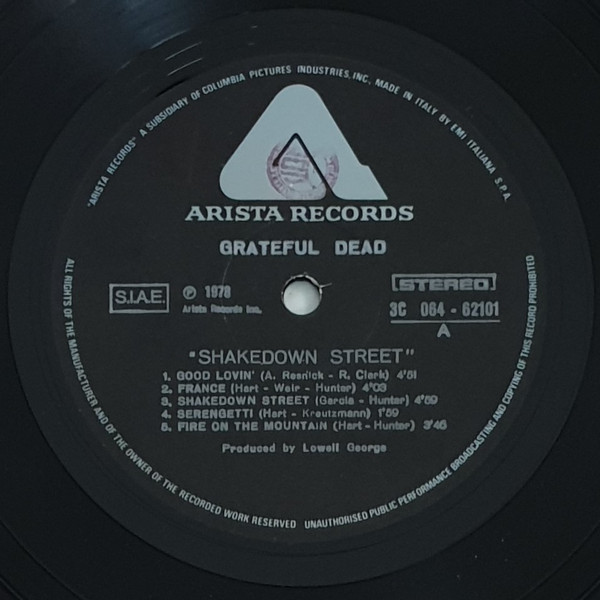 "ARISTA RECORDS" A SUBSIDIARY OF COLUMBIA PICTURES INDUSTRIES, INC. MADE IN ITALY BY EMI ITALIANA S.P.A.
ARISTA RECORDS
GRATEFUL DEAD
S.I.A.E.
℗ 1978
Arista Records Inc.
STEREO
3C 064 - 62101
A
"SHAKEDOWN STREET"
1. GOOD LOVIN' (A. Resnick - R. Clark) 4'51
2. FRANCE (Hart - Weir - Hunter) 4'03
3. SHAKEDOWN STREET (Garcia - Hunter) 4'59
4. SERENGETTI (Hart - Kreutzmann) 1'59
5. FIRE ON THE MOUNTAIN (Hart - Hunter) 3'46
Produced by Lowell George
ALL RIGHTS OF THE MANUFACTURER AND OF THE OWNER OF THE RECORDED WORK RESERVED UNAUTHORISED PUBLIC PERFORMANCE BROADCASTING AND COPYING OF THIS RECORD PROHIBITED